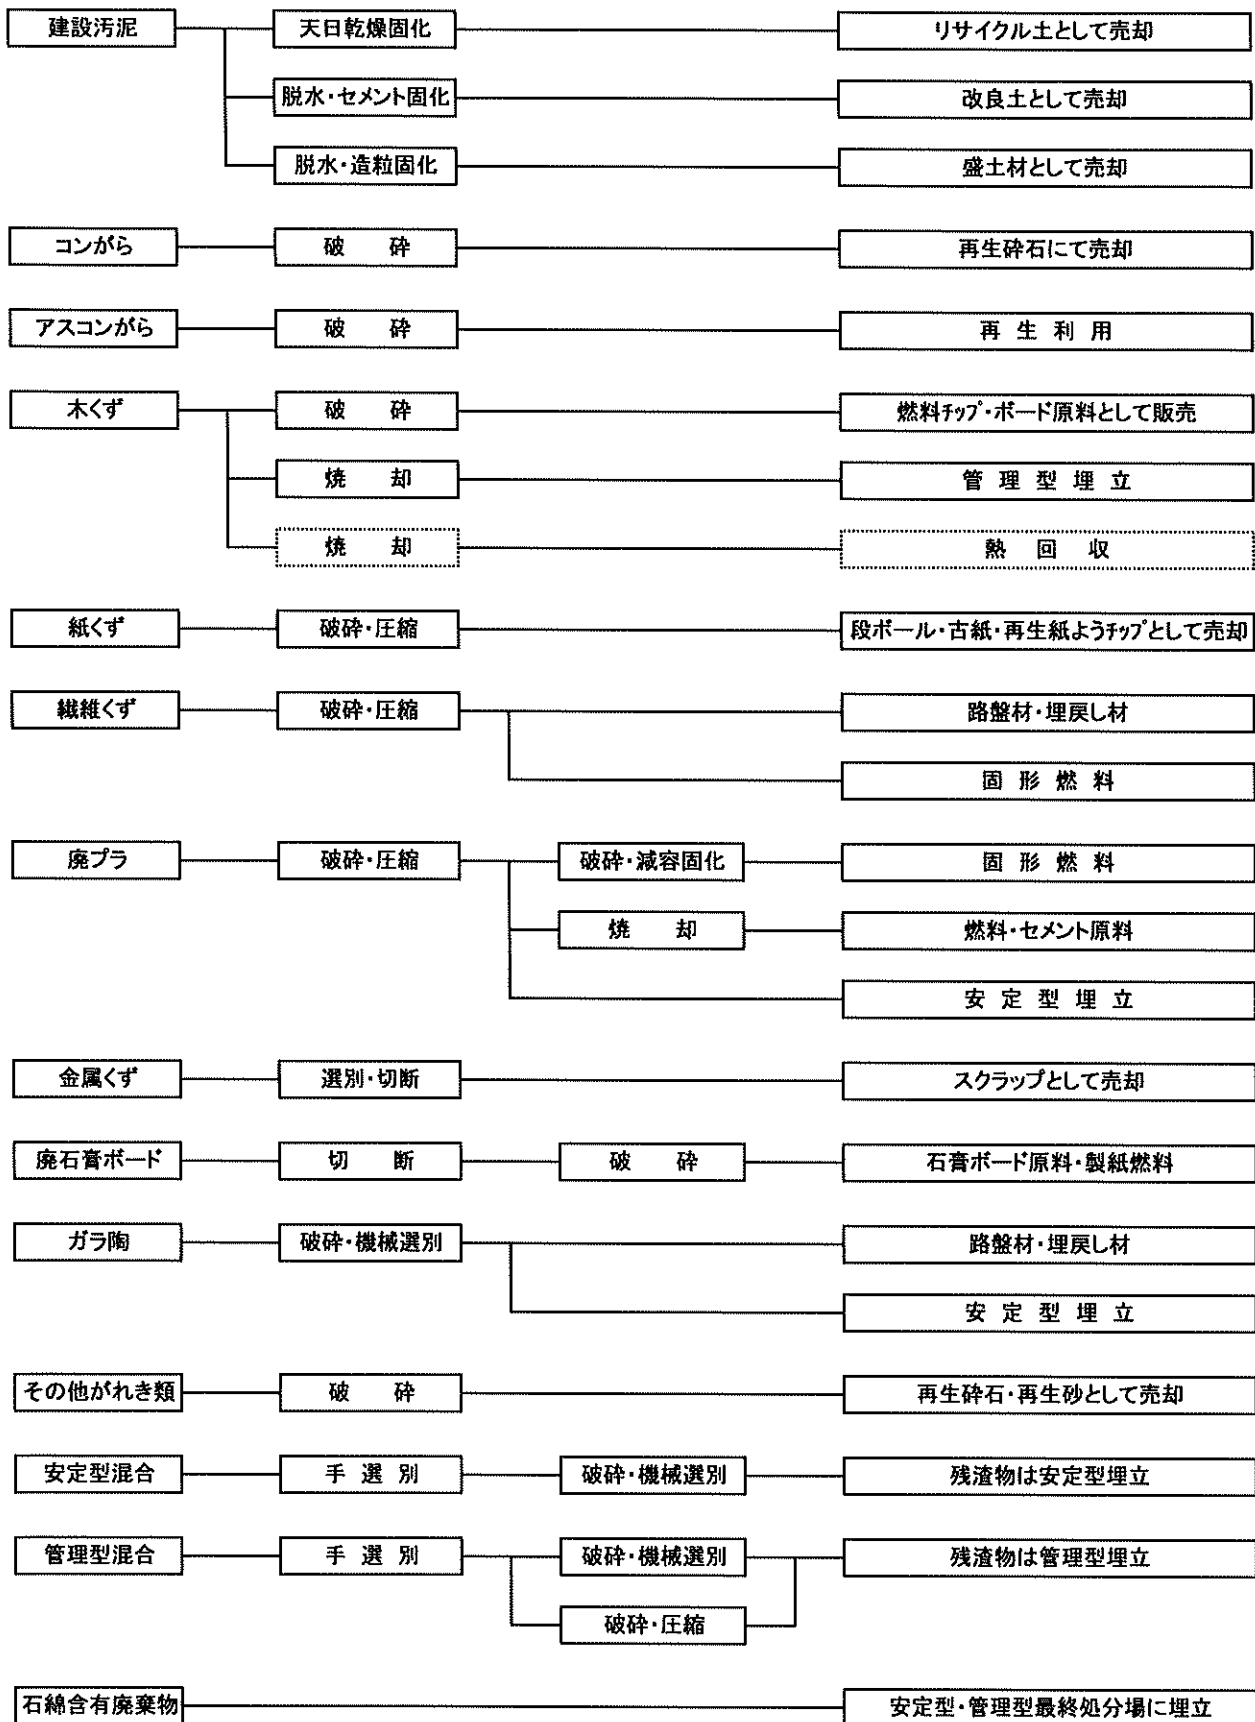 建設汚泥 天日乾燥固化 リサイクル土として売却
脱水・セメント固化 改良土として売却
脱水・造粒固化 盛土材として売却
コンがら 破 砕 再生砕石にて売却
アスコンがら 破 砕 再 生 利 用
木くず 破 砕 燃料チップ・ボード原料として販売
焼 却 管 理 型 埋 立
焼 却 熱 回 収
紙くず 破砕・圧縮 段ボール・古紙・再生紙ようチップとして売却
繊維くず 破砕・圧縮 路盤材・埋戻し材
固 形 燃 料
廃プラ 破砕・圧縮 破砕・減容固化 固 形 燃 料
焼 却 燃料・セメント原料
安 定 型 埋 立
金属くず 選別・切断 スクラップとして売却
廃石膏ボード 切 断 破 砕 石膏ボード原料・製紙燃料
ガラ陶 破砕・機械選別 路盤材・埋戻し材
安 定 型 埋 立
その他がれき類 破 砕 再生砕石・再生砂として売却
安定型混合 手 選 別 破砕・機械選別 残渣物は安定型埋立
管理型混合 手 選 別 破砕・機械選別 残渣物は管理型埋立
破砕・圧縮
石綿含有廃棄物 安定型・管理型最終処分場に埋立